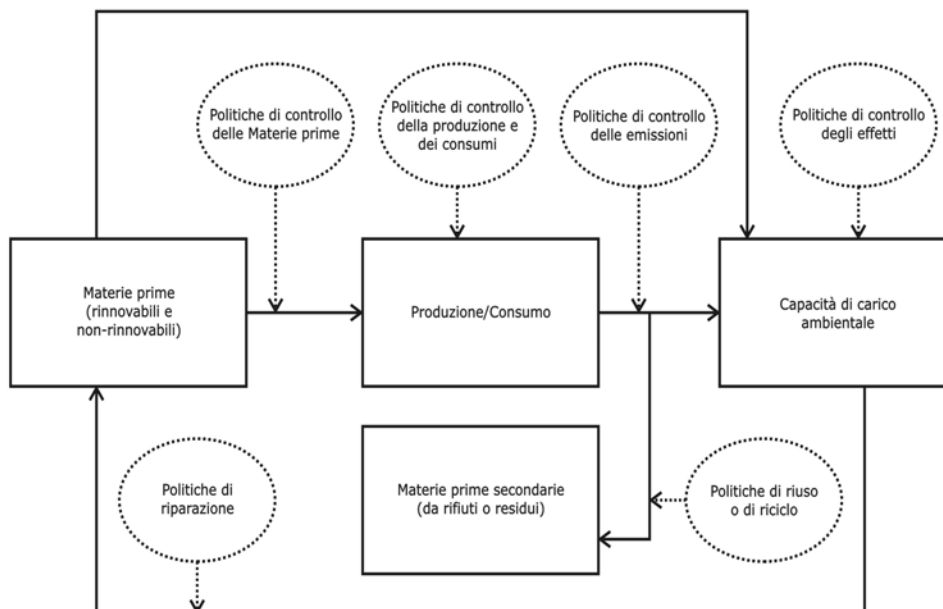 Politiche di controllo
delle Materie prime
Politiche di controllo
della produzione e
dei consumi
Politiche di controllo
delle emissioni
Politiche di controllo
degli effetti
Materie prime
(rinnovabili e
non-rinnovabili)
Produzione/Consumo
Capacità di carico
ambientale
Politiche di
riparazione
Materie prime secondarie
(da rifiuti o residui)
Politiche di riuso
o di riciclo